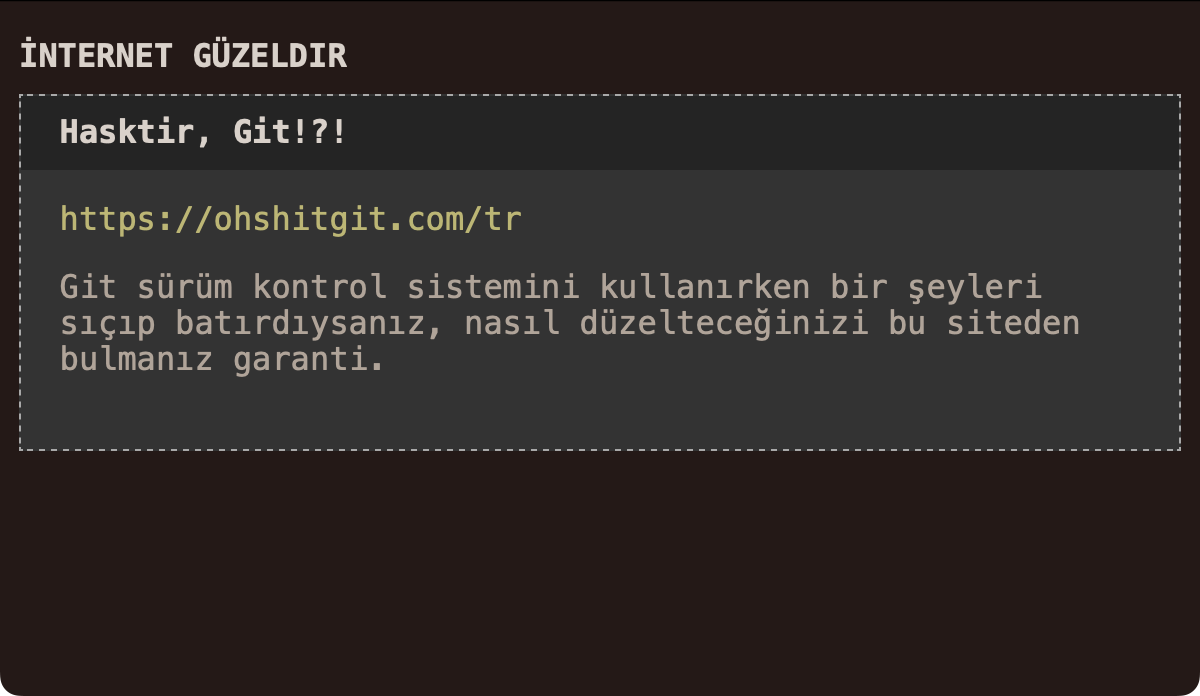 İNTERNET GÜZELDIR
Hasktir, Git!?!
https://ohshitgit.com/tr
Git sürüm kontrol sistemini kullanırken bir şeyleri
sıçıp batırdıysanız, nasıl düzelteceğinizi bu siteden
bulmanız garanti.